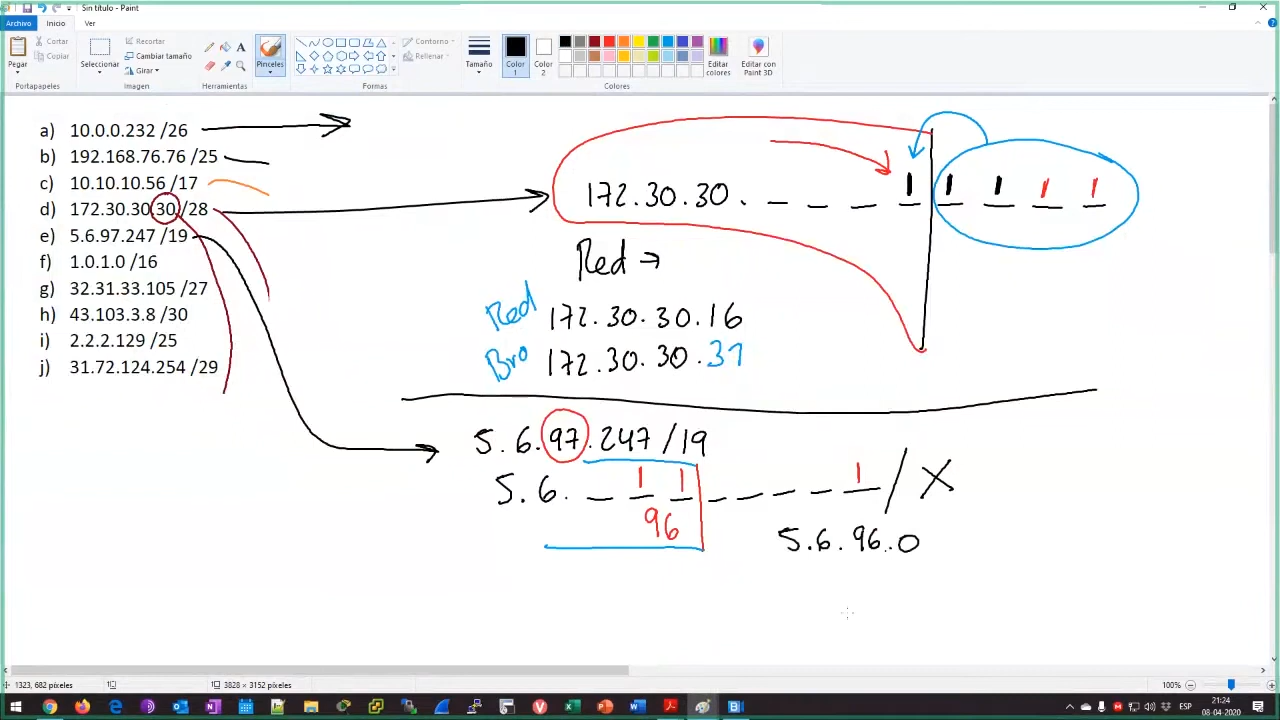 Sin título - Paint
Archivo Inicio Ver
Pegar
Cortar
Copiar
Portapapeles
Seleccionar
Recortar
Cambiar tamaño
Girar
Imagen
A
Herramientas
Pinceles
Contorno
Rellenar
Formas
Tamaño
Color 1
Color 2
Editar colores
Editar con Paint 3D
Colores
a) 10.0.0.232 /26
b) 192.168.76.76 /25
c) 10.10.10.56 /17
d) 172.30.30.30 /28
e) 5.6.97.247 /19
f) 1.0.1.0 /16
g) 32.31.33.105 /27
h) 43.103.3.8 /30
i) 2.2.2.129 /25
j) 31.72.124.254 /29
172.30.30. _ _ _ 1 1 1 1 1
Red →
Red 172.30.30.16
Bro 172.30.30.31
5.6.97.247/19
5.6. _ 1 1 _ _ _ _ 1 / X
96
5.6.96.0
1323, 682 píxeles
3828 × 3152 píxeles
100%
ESP
21:24
08-04-2020